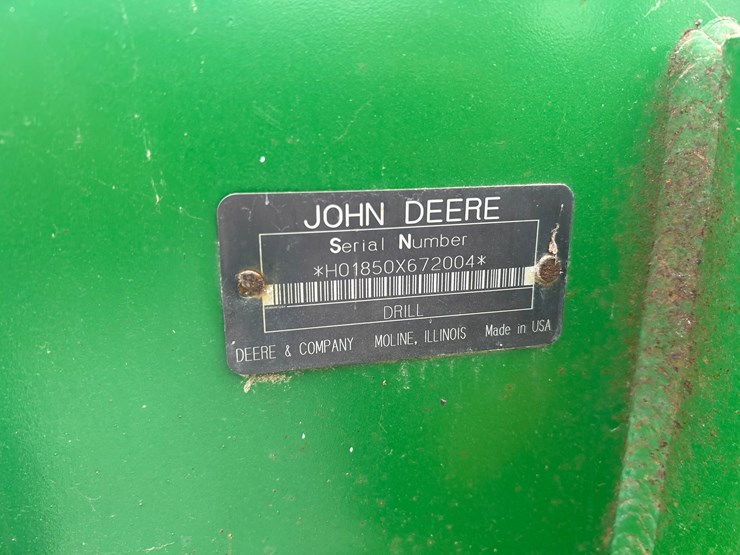 JOHN DEERE
Serial Number
*H01850X672004*
DRILL
DEERE & COMPANY MOLINE, ILLINOIS Made in USA